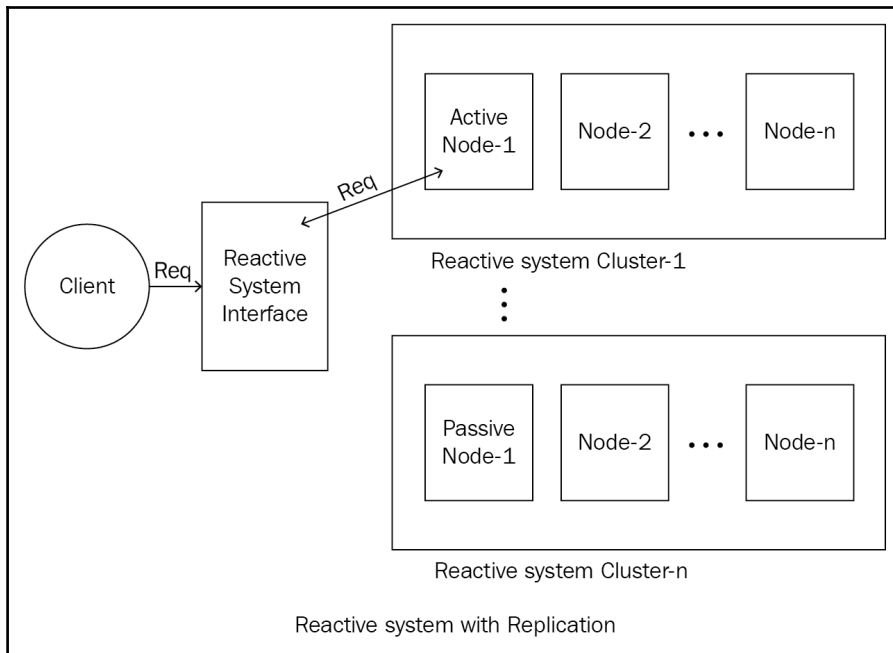 Active
Node-1
Node-2
Node-n
Req
Reactive system Cluster-1
Client
Req
Reactive
System
Interface
Passive
Node-1
Node-2
Node-n
Reactive system Cluster-n
Reactive system with Replication